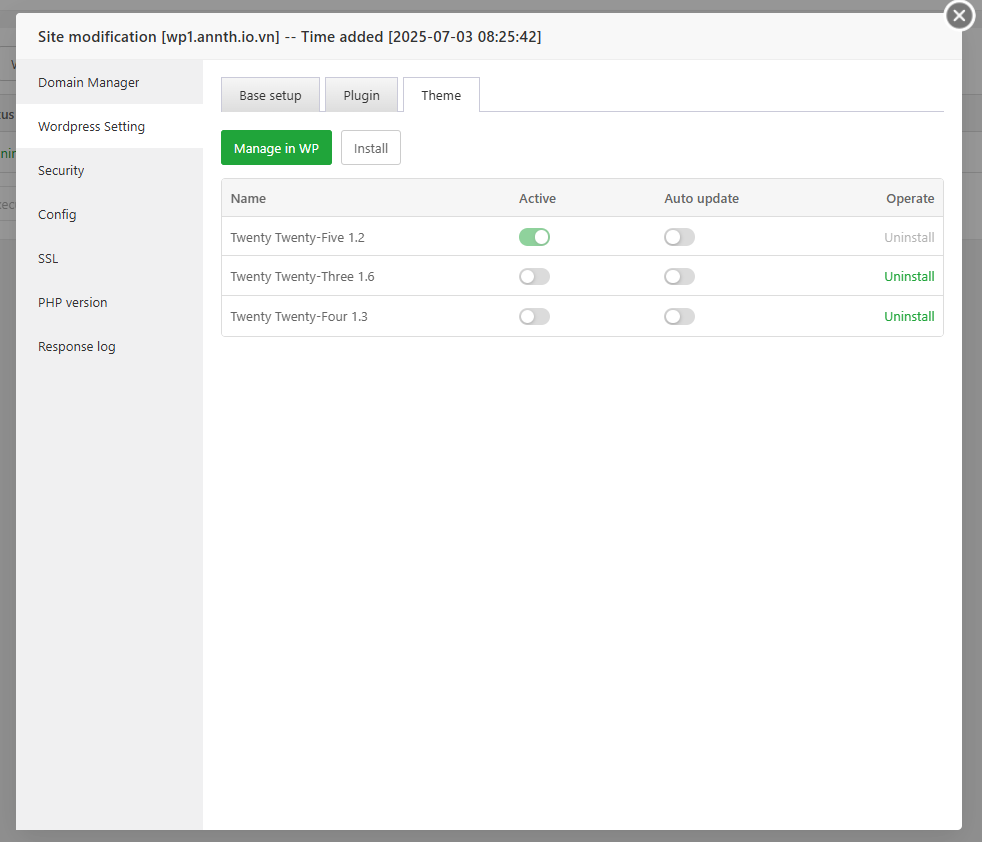 Site modification [wp1.annth.io.vn] -- Time added [2025-07-03 08:25:42]
Domain Manager
Wordpress Setting
Security
Config
SSL
PHP version
Response log
Base setup Plugin Theme
Manage in WP Install
Name Active Auto update Operate
Twenty Twenty-Five 1.2 Uninstall
Twenty Twenty-Three 1.6 Uninstall
Twenty Twenty-Four 1.3 Uninstall